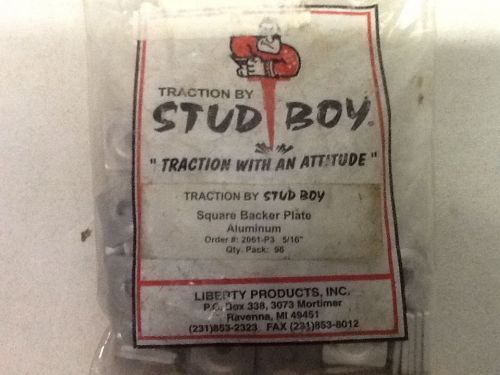 TRACTION BY
STUD BOY
" TRACTION WITH AN ATTITUDE "
TRACTION BY STUD BOY
Square Backer Plate
Aluminum
Order #: 2061-P3 5/16"
Qty. Pack: 96
LIBERTY PRODUCTS, INC.
P.O. Box 338, 3073 Mortimer
Ravenna, MI 49451
(231)853-2323 FAX (231)853-8012